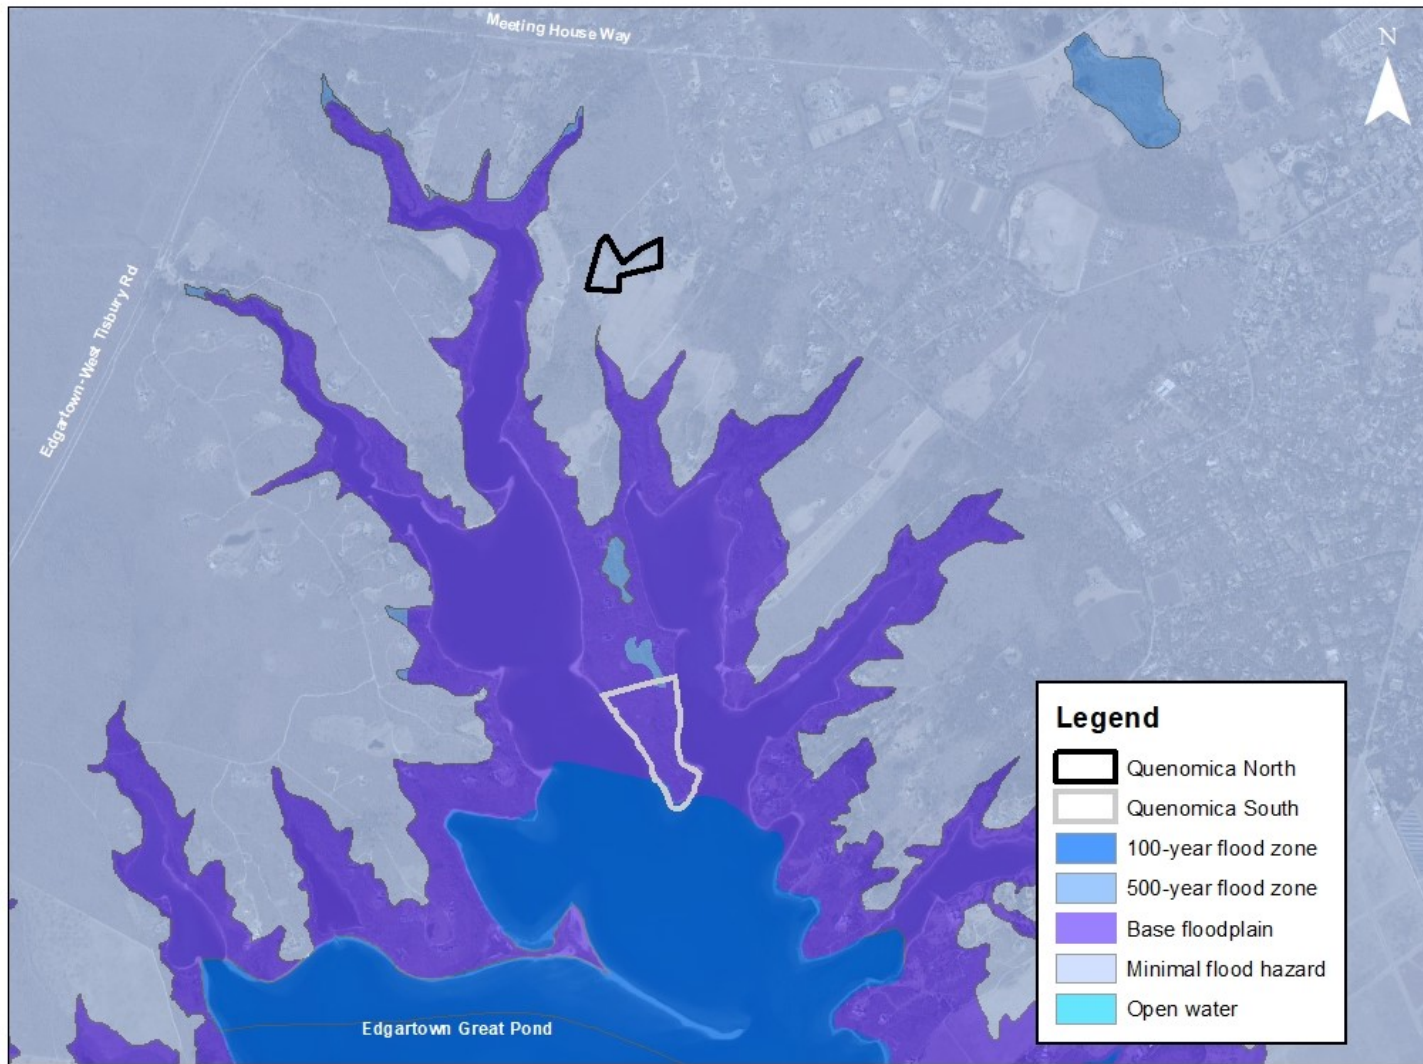 Meeting House Way
N
Edgartown-West Tisbury Rd
Legend
Quenomica North
Quenomica South
100-year flood zone
500-year flood zone
Base floodplain
Minimal flood hazard
Open water
Edgartown Great Pond